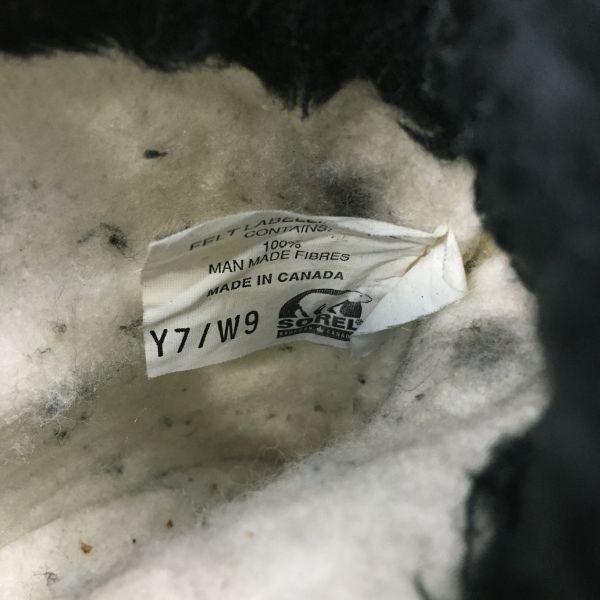 FELT LABELLED
CONTAINS:
100%
MAN MADE FIBRES
MADE IN CANADA
Y7/W9
SOREL®